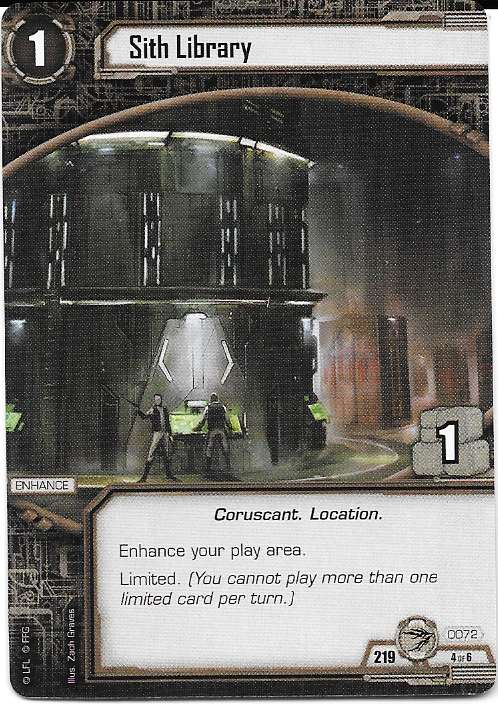 1
Sith Library
1
ENHANCE
Coruscant. Location.
Enhance your play area.
Limited. (You cannot play more than one
limited card per turn.)
0072
219
4 OF 6
© LFL © FFG
Illus. Zach Graves